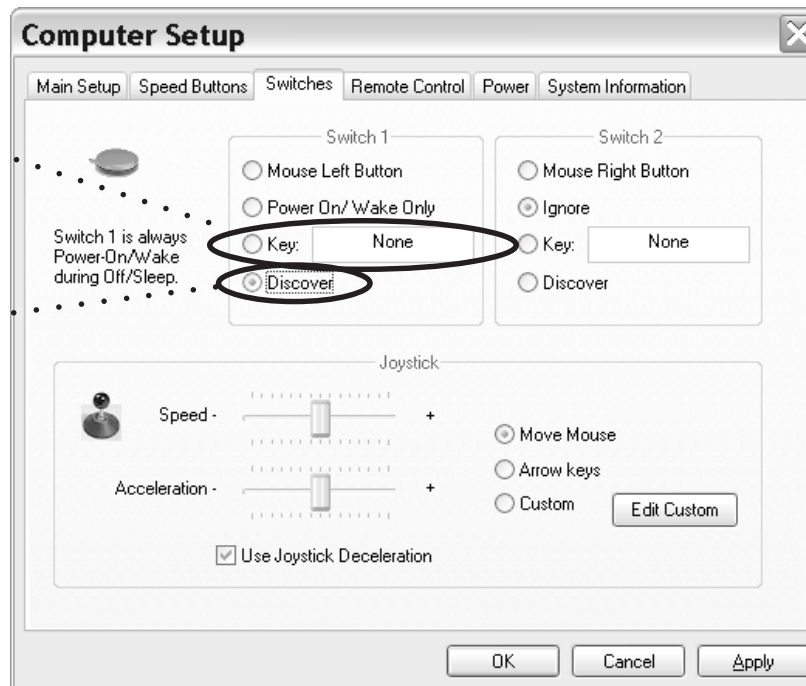 Computer Setup
Main Setup Speed Buttons Switches Remote Control Power System Information
Switch 1
Mouse Left Button
Power On/ Wake Only
Key: None
Discover
Switch 1 is always
Power-On/Wake
during Off/Sleep.
Switch 2
Mouse Right Button
Ignore
Key: None
Discover
Joystick
Speed - +
Acceleration - +
Use Joystick Deceleration
Move Mouse
Arrow keys
Custom Edit Custom
OK Cancel Apply